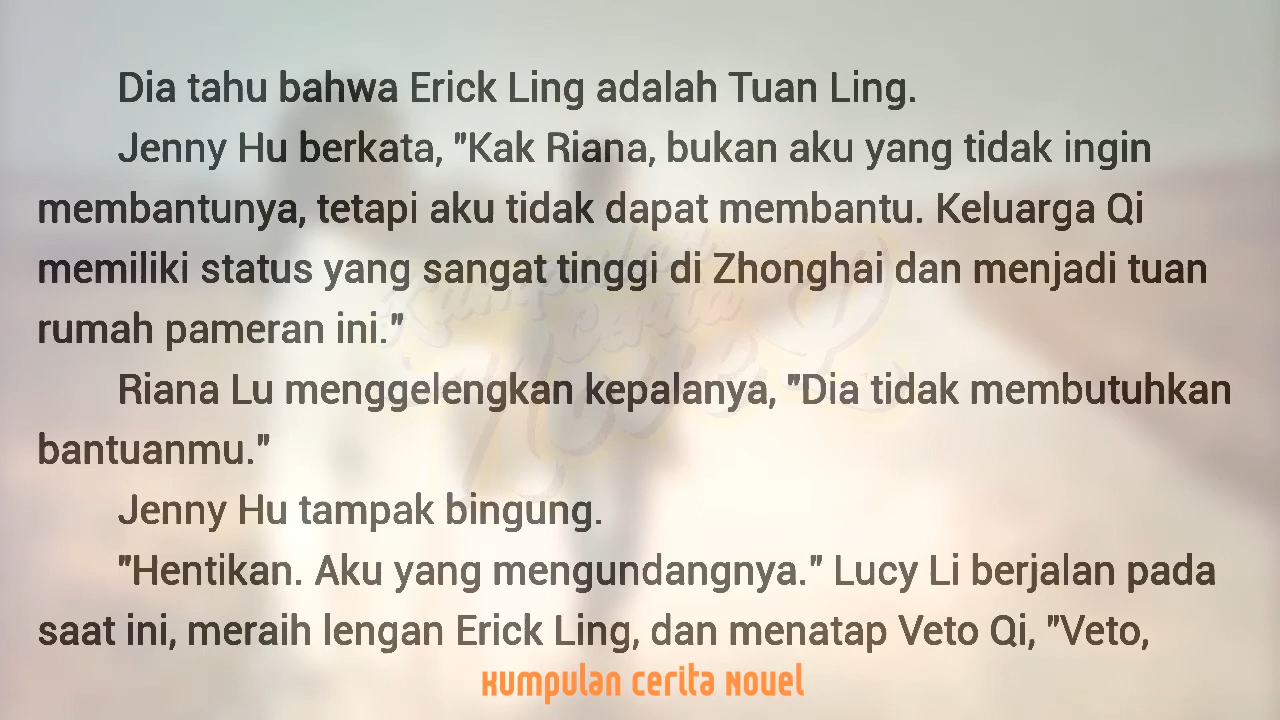 Dia tahu bahwa Erick Ling adalah Tuan Ling.
Jenny Hu berkata, "Kak Riana, bukan aku yang tidak ingin
membantunya, tetapi aku tidak dapat membantu. Keluarga Qi
memiliki status yang sangat tinggi di Zhonghai dan menjadi tuan
rumah pameran ini."
Riana Lu menggelengkan kepalanya, "Dia tidak membutuhkan
bantuanmu."
Jenny Hu tampak bingung.
"Hentikan. Aku yang mengundangnya." Lucy Li berjalan pada
saat ini, meraih lengan Erick Ling, dan menatap Veto Qi, "Veto,
Kumpulan Cerita Novel